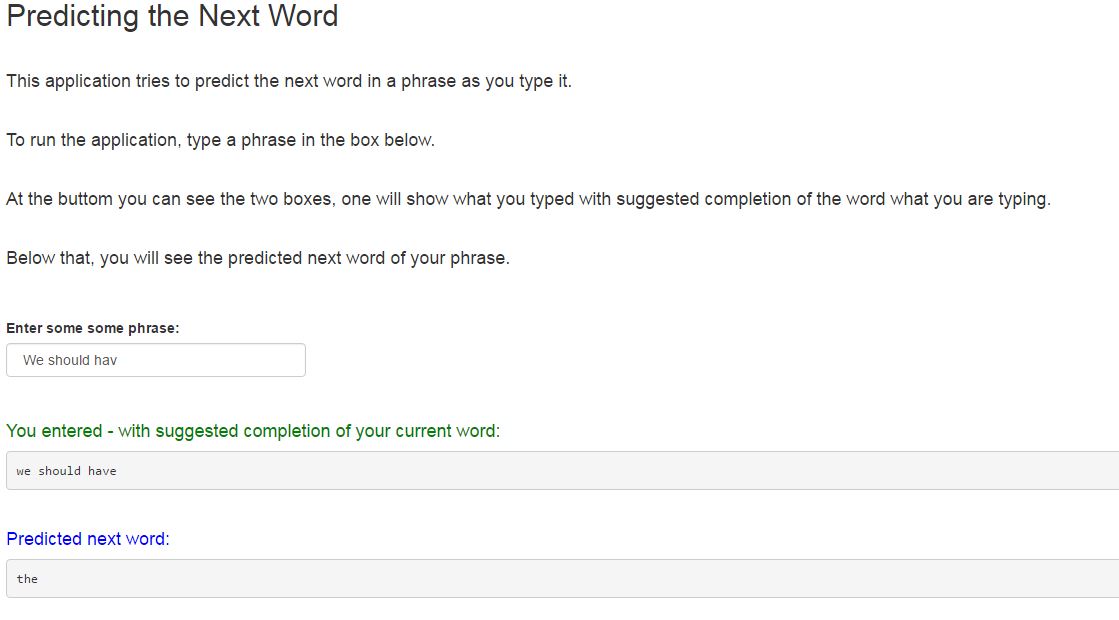 Predicting the Next Word
This application tries to predict the next word in a phrase as you type it.
To run the application, type a phrase in the box below.
At the buttom you can see the two boxes, one will show what you typed with suggested completion of the word what you are typing.
Below that, you will see the predicted next word of your phrase.
Enter some some phrase:
We should hav
You entered - with suggested completion of your current word:
we should have
Predicted next word:
the